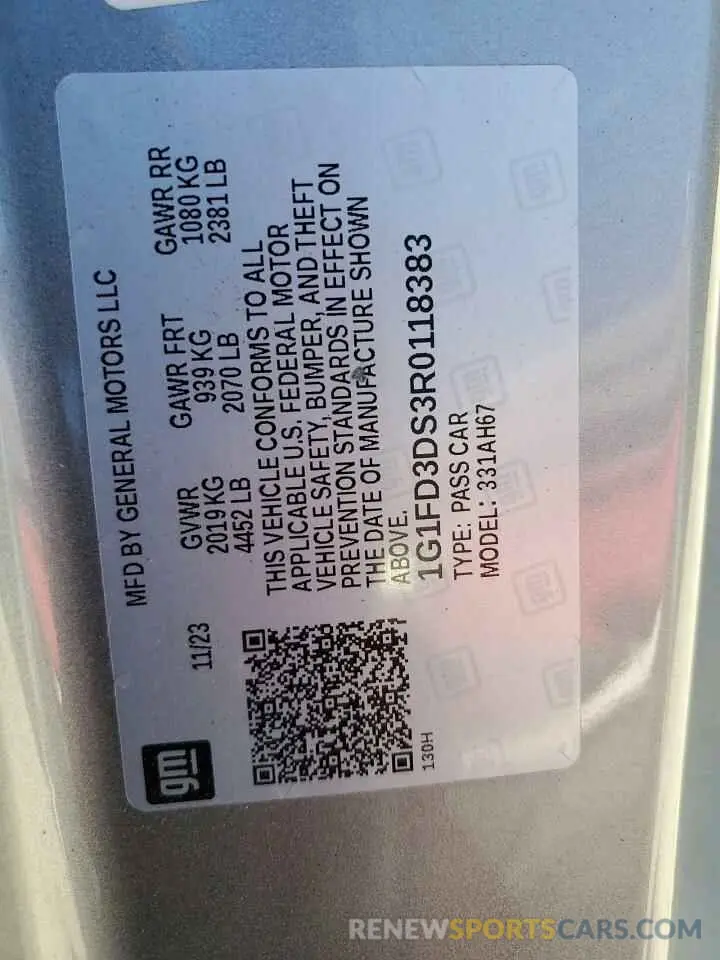 gm
MFD BY GENERAL MOTORS LLC
11/23
GVWR GAWR FRT GAWR RR
2019 KG 939 KG 1080 KG
4452 LB 2070 LB 2381 LB
THIS VEHICLE CONFORMS TO ALL
APPLICABLE U.S. FEDERAL MOTOR
VEHICLE SAFETY, BUMPER, AND THEFT
PREVENTION STANDARDS IN EFFECT ON
THE DATE OF MANUFACTURE SHOWN
ABOVE.
1G1FD3DS3R0118383
TYPE: PASS CAR
MODEL: 331AH67
130H
RENEWSPORTSCARS.COM